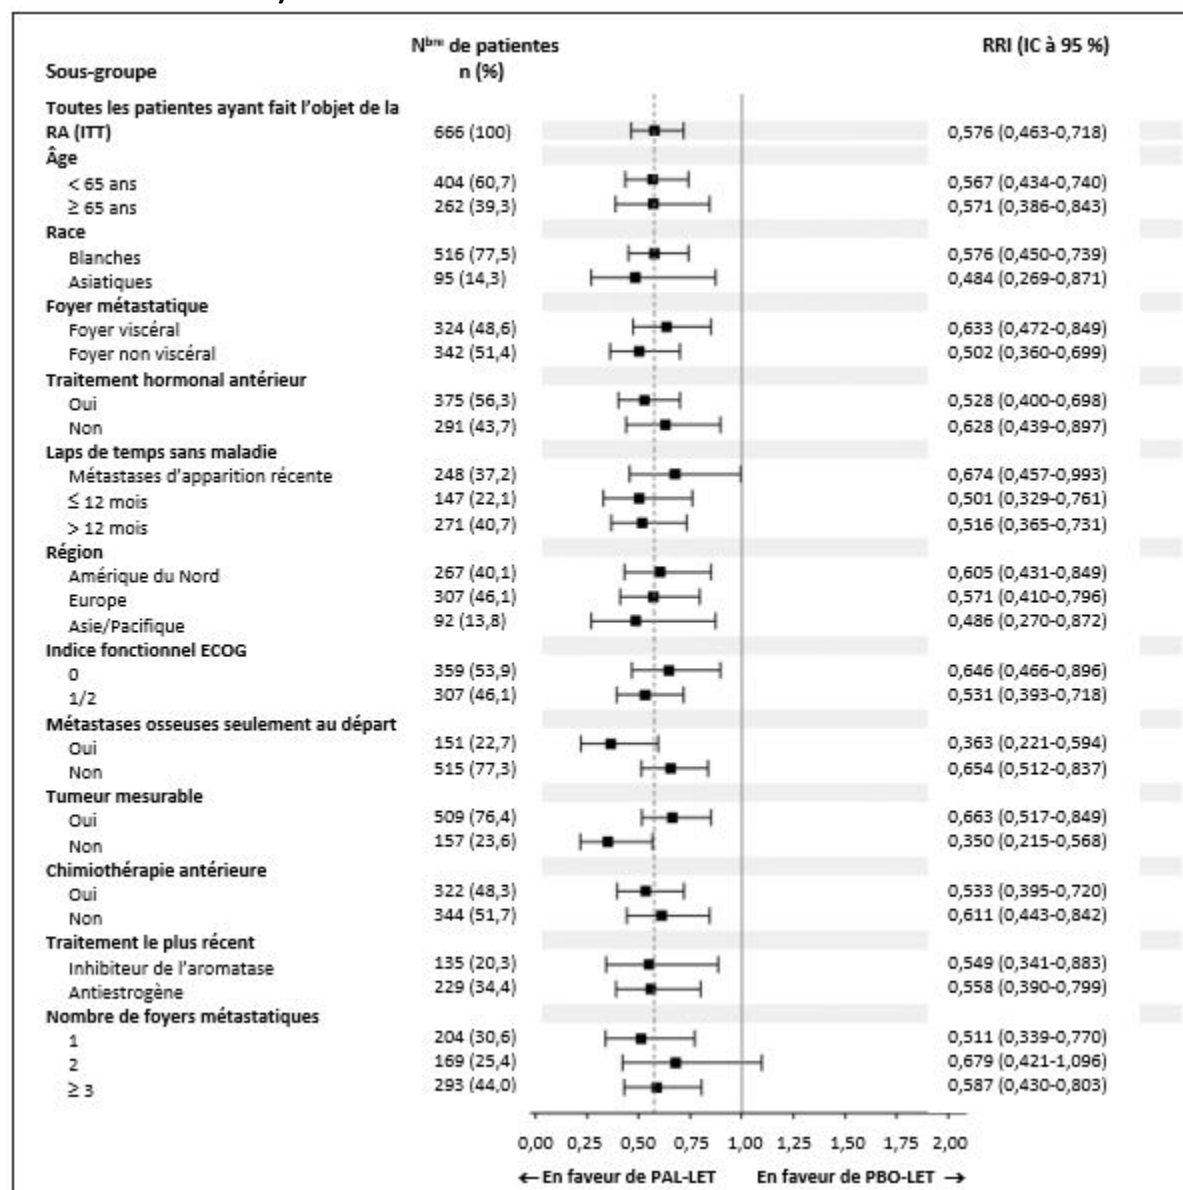 Nbre de patientes RRI (IC à 95 %)
Sous-groupe n (%)
Toutes les patientes ayant fait l'objet de la
RA (ITT) 666 (100) 0,576 (0,463-0,718)
Âge
< 65 ans 404 (60,7) 0,567 (0,434-0,740)
≥ 65 ans 262 (39,3) 0,571 (0,386-0,843)
Race
Blanches 516 (77,5) 0,576 (0,450-0,739)
Asiatiques 95 (14,3) 0,484 (0,269-0,871)
Foyer métastatique
Foyer viscéral 324 (48,6) 0,633 (0,472-0,849)
Foyer non viscéral 342 (51,4) 0,502 (0,360-0,699)
Traitement hormonal antérieur
Oui 375 (56,3) 0,528 (0,400-0,698)
Non 291 (43,7) 0,628 (0,439-0,897)
Laps de temps sans maladie
Métastases d'apparition récente 248 (37,2) 0,674 (0,457-0,993)
≤ 12 mois 147 (22,1) 0,501 (0,329-0,761)
> 12 mois 271 (40,7) 0,516 (0,365-0,731)
Région
Amérique du Nord 267 (40,1) 0,605 (0,431-0,849)
Europe 307 (46,1) 0,571 (0,410-0,796)
Asie/Pacifique 92 (13,8) 0,486 (0,270-0,872)
Indice fonctionnel ECOG
0 359 (53,9) 0,646 (0,466-0,896)
1/2 307 (46,1) 0,531 (0,393-0,718)
Métastases osseuses seulement au départ
Oui 151 (22,7) 0,363 (0,221-0,594)
Non 515 (77,3) 0,654 (0,512-0,837)
Tumeur mesurable
Oui 509 (76,4) 0,663 (0,517-0,849)
Non 157 (23,6) 0,350 (0,215-0,568)
Chimiothérapie antérieure
Oui 322 (48,3) 0,533 (0,395-0,720)
Non 344 (51,7) 0,611 (0,443-0,842)
Traitement le plus récent
Inhibiteur de l'aromatase 135 (20,3) 0,549 (0,341-0,883)
Antiestrogène 229 (34,4) 0,558 (0,390-0,799)
Nombre de foyers métastatiques
1 204 (30,6) 0,511 (0,339-0,770)
2 169 (25,4) 0,679 (0,421-1,096)
≥ 3 293 (44,0) 0,587 (0,430-0,803)
0,00 0,25 0,50 0,75 1,00 1,25 1,50 1,75 2,00
← En faveur de PAL-LET En faveur de PBO-LET →